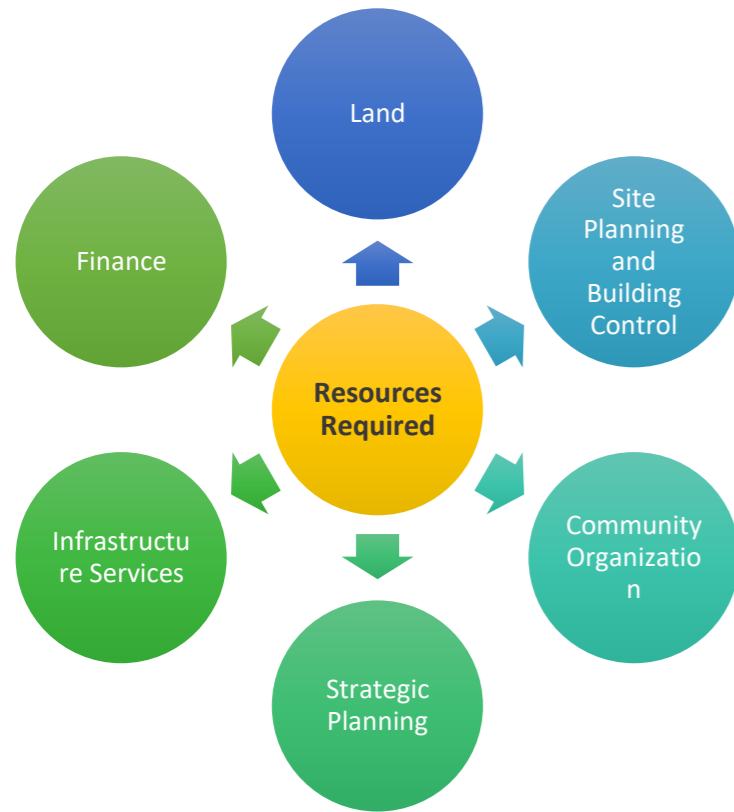 Land
Site
Planning
and
Building
Control
Finance
Resources
Required
Infrastructu
re Services
Community
Organizatio
n
Strategic
Planning